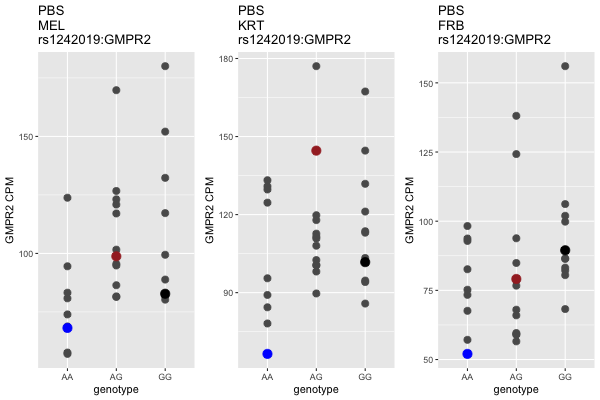 PBS
MEL
rs1242019:GMPR2
GMPR2 CPM
150
100
AA
AG
GG
genotype
PBS
KRT
rs1242019:GMPR2
GMPR2 CPM
180
150
120
90
AA
AG
GG
genotype
PBS
FRB
rs1242019:GMPR2
GMPR2 CPM
150
125
100
75
50
AA
AG
GG
genotype